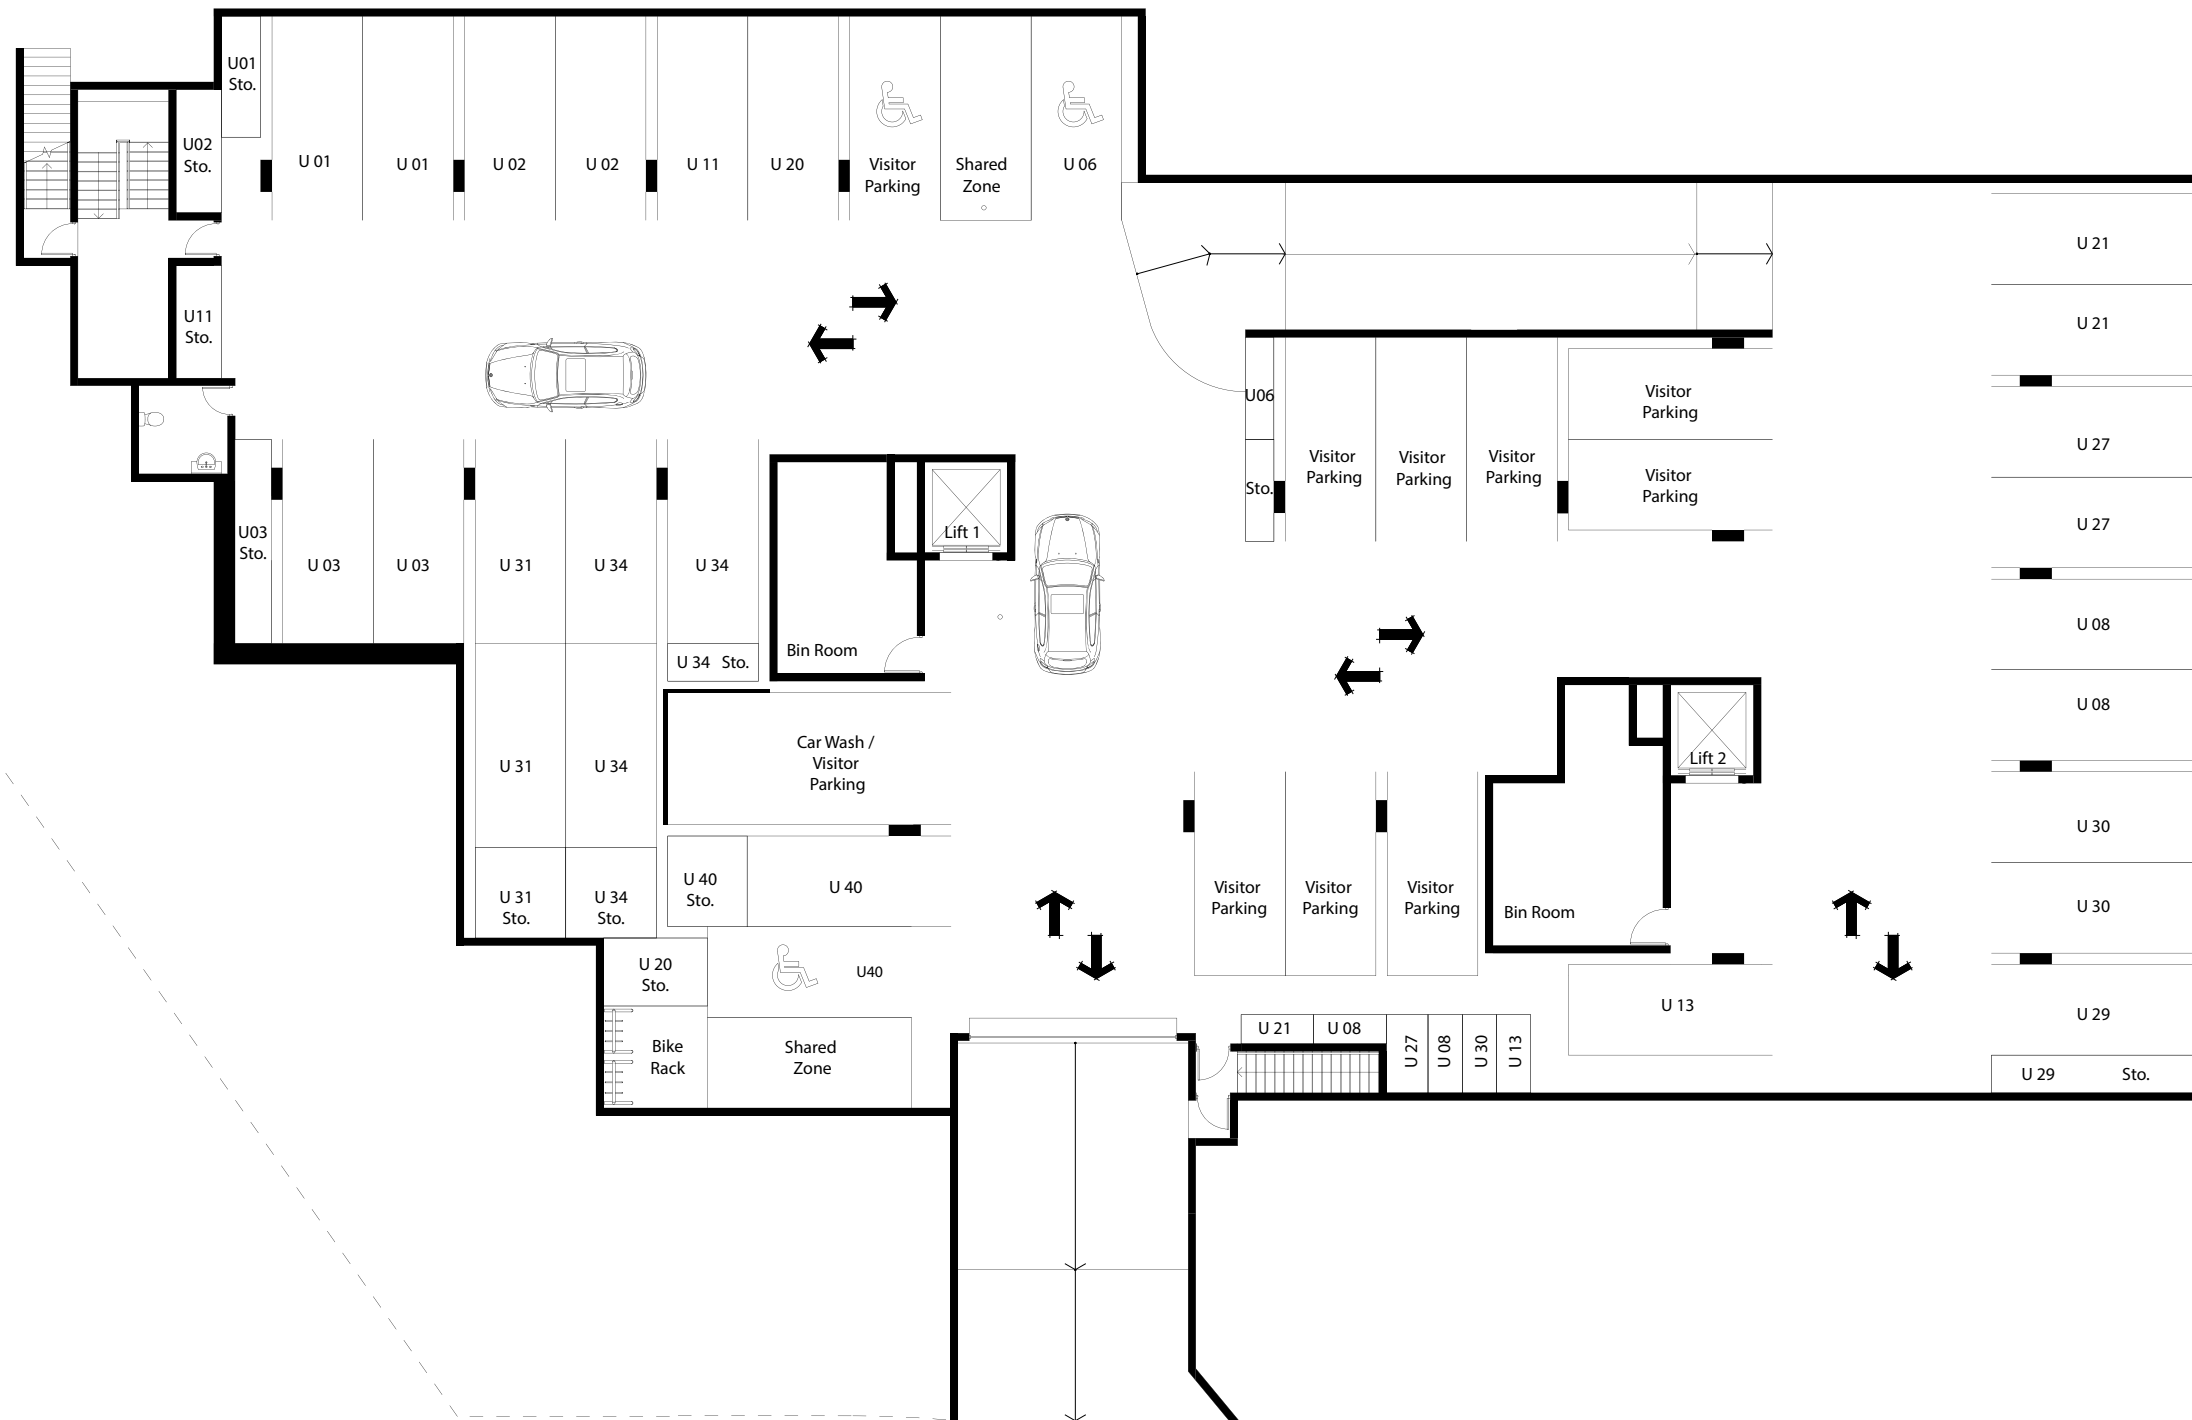 U01
Sto.
U02
Sto.
U 01
U 01
U 02
U 02
U 11
U 20
Visitor
Parking
Shared
Zone
U 06
U 21
U11
Sto.
U 21
U06
Sto.
Visitor
Parking
Visitor
Parking
Visitor
Parking
Visitor
Parking
Visitor
Parking
U 27
U 27
U03
Sto.
U 03
U 03
U 31
U 34
U 34
Lift 1
U 34 Sto.
Bin Room
U 08
U 08
U 31
U 34
Car Wash /
Visitor
Parking
Lift 2
U 30
U 30
U 31
Sto.
U 34
Sto.
U 40
Sto.
U 40
Visitor
Parking
Visitor
Parking
Visitor
Parking
Bin Room
U 20
Sto.
U40
U 13
U 29
Bike
Rack
Shared
Zone
U 21
U 08
U 27
U 08
U 30
U 13
U 29 Sto.